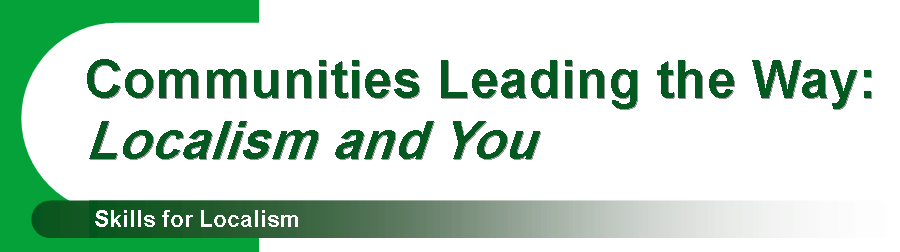 Communities Leading the Way:
Localism and You
Skills for Localism